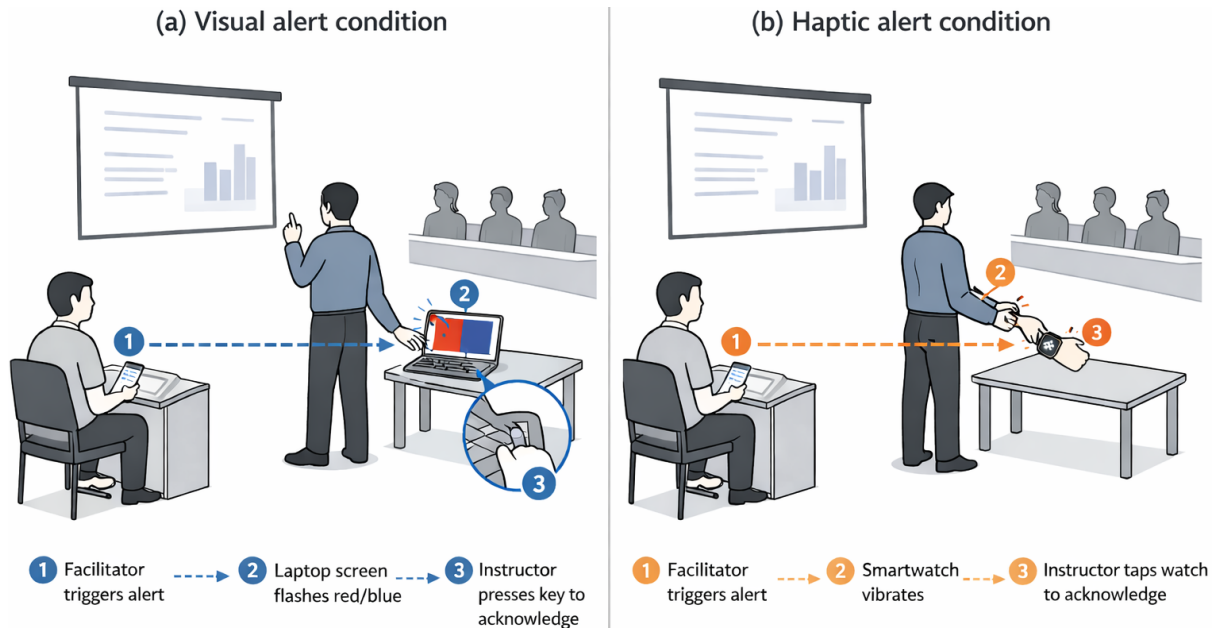 (a) Visual alert condition
2
1
3
1 Facilitator
triggers alert
2 Laptop screen
flashes red/blue
3 Instructor
presses key to
acknowledge
(b) Haptic alert condition
2
1
3
1 Facilitator
triggers alert
2 Smartwatch
vibrates
3 Instructor taps watch
to acknowledge